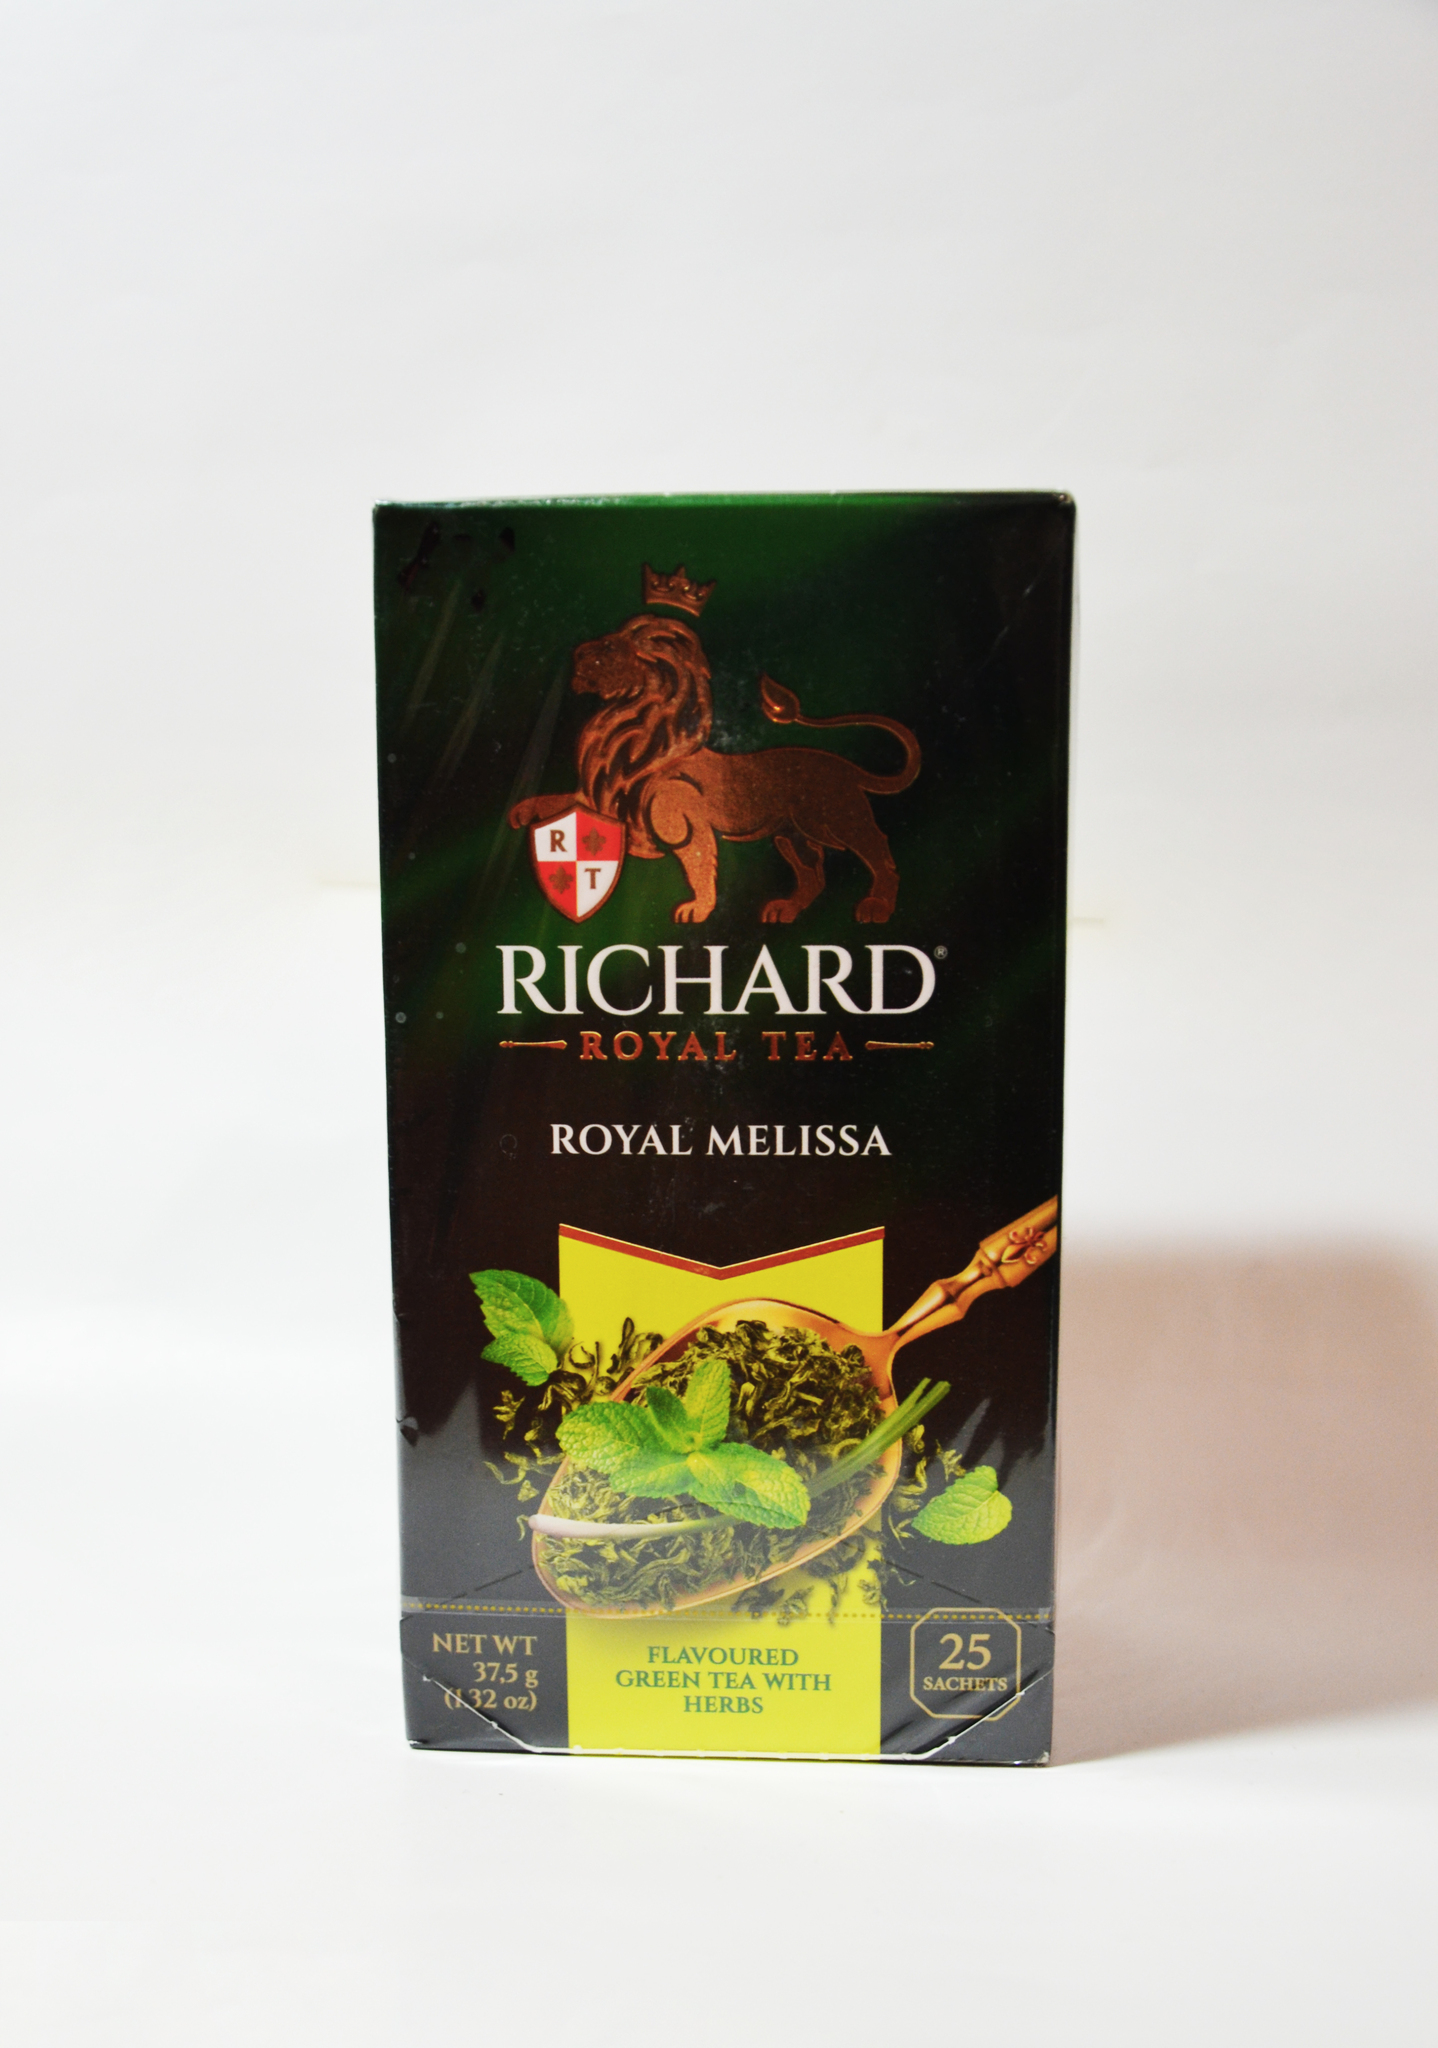 R
T
RICHARD®
ROYAL TEA
ROYAL MELISSA
NET WT
37,5 g
(1.32 oz)
FLAVOURED
GREEN TEA WITH
HERBS
25
SACHETS